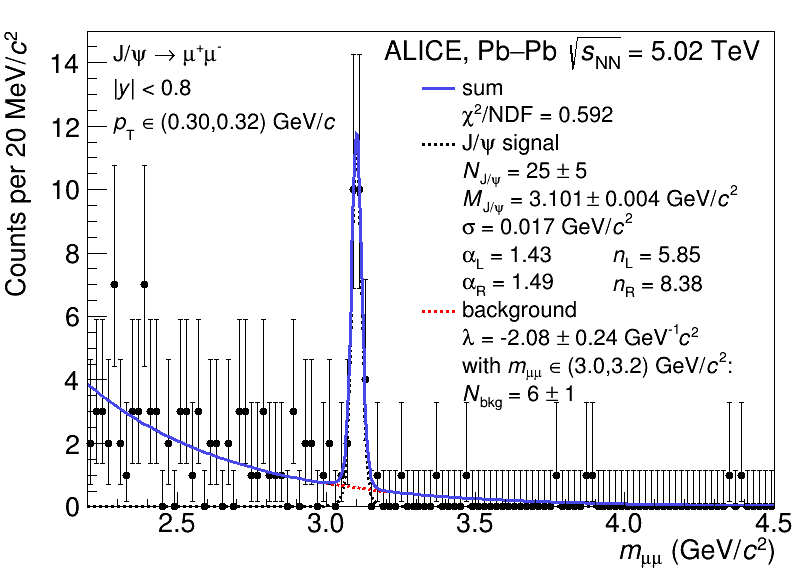 ALICE, Pb–Pb √s_NN = 5.02 TeV
J/ψ → μ⁺μ⁻
|y| < 0.8
p_T ∈ (0.30,0.32) GeV/c
sum
χ²/NDF = 0.592
J/ψ signal
N_J/ψ = 25 ± 5
M_J/ψ = 3.101 ± 0.004 GeV/c²
σ = 0.017 GeV/c²
α_L = 1.43 n_L = 5.85
α_R = 1.49 n_R = 8.38
background
λ = -2.08 ± 0.24 GeV⁻¹c²
with m_μμ ∈ (3.0,3.2) GeV/c²:
N_bkg = 6 ± 1
Counts per 20 MeV/c²
14
12
10
8
6
4
2
0
2.5 3.0 3.5 4.0 4.5
m_μμ (GeV/c²)